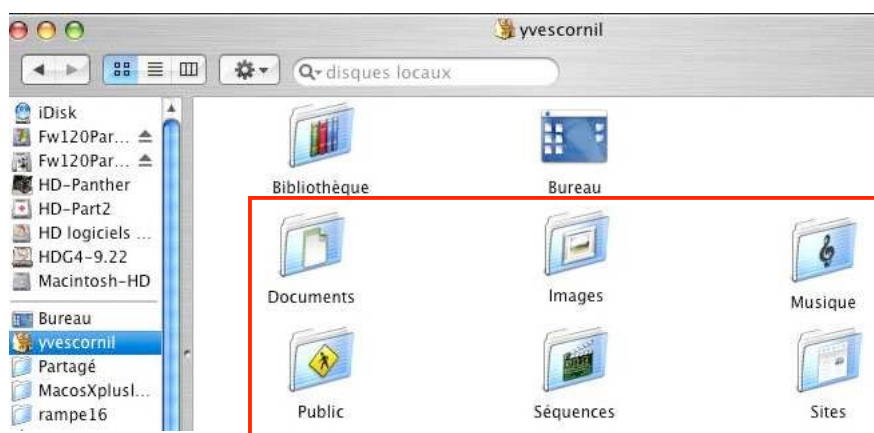 yvescornil
disques locaux
iDisk
Fw120Par...
Fw120Par...
HD-Panther
HD-Part2
HD logiciels ...
HDG4-9.22
Macintosh-HD
Bureau
yvescornil
Partagé
MacosXplusI...
rampe16
Bibliothèque
Bureau
Documents
Images
Musique
Public
Séquences
Sites